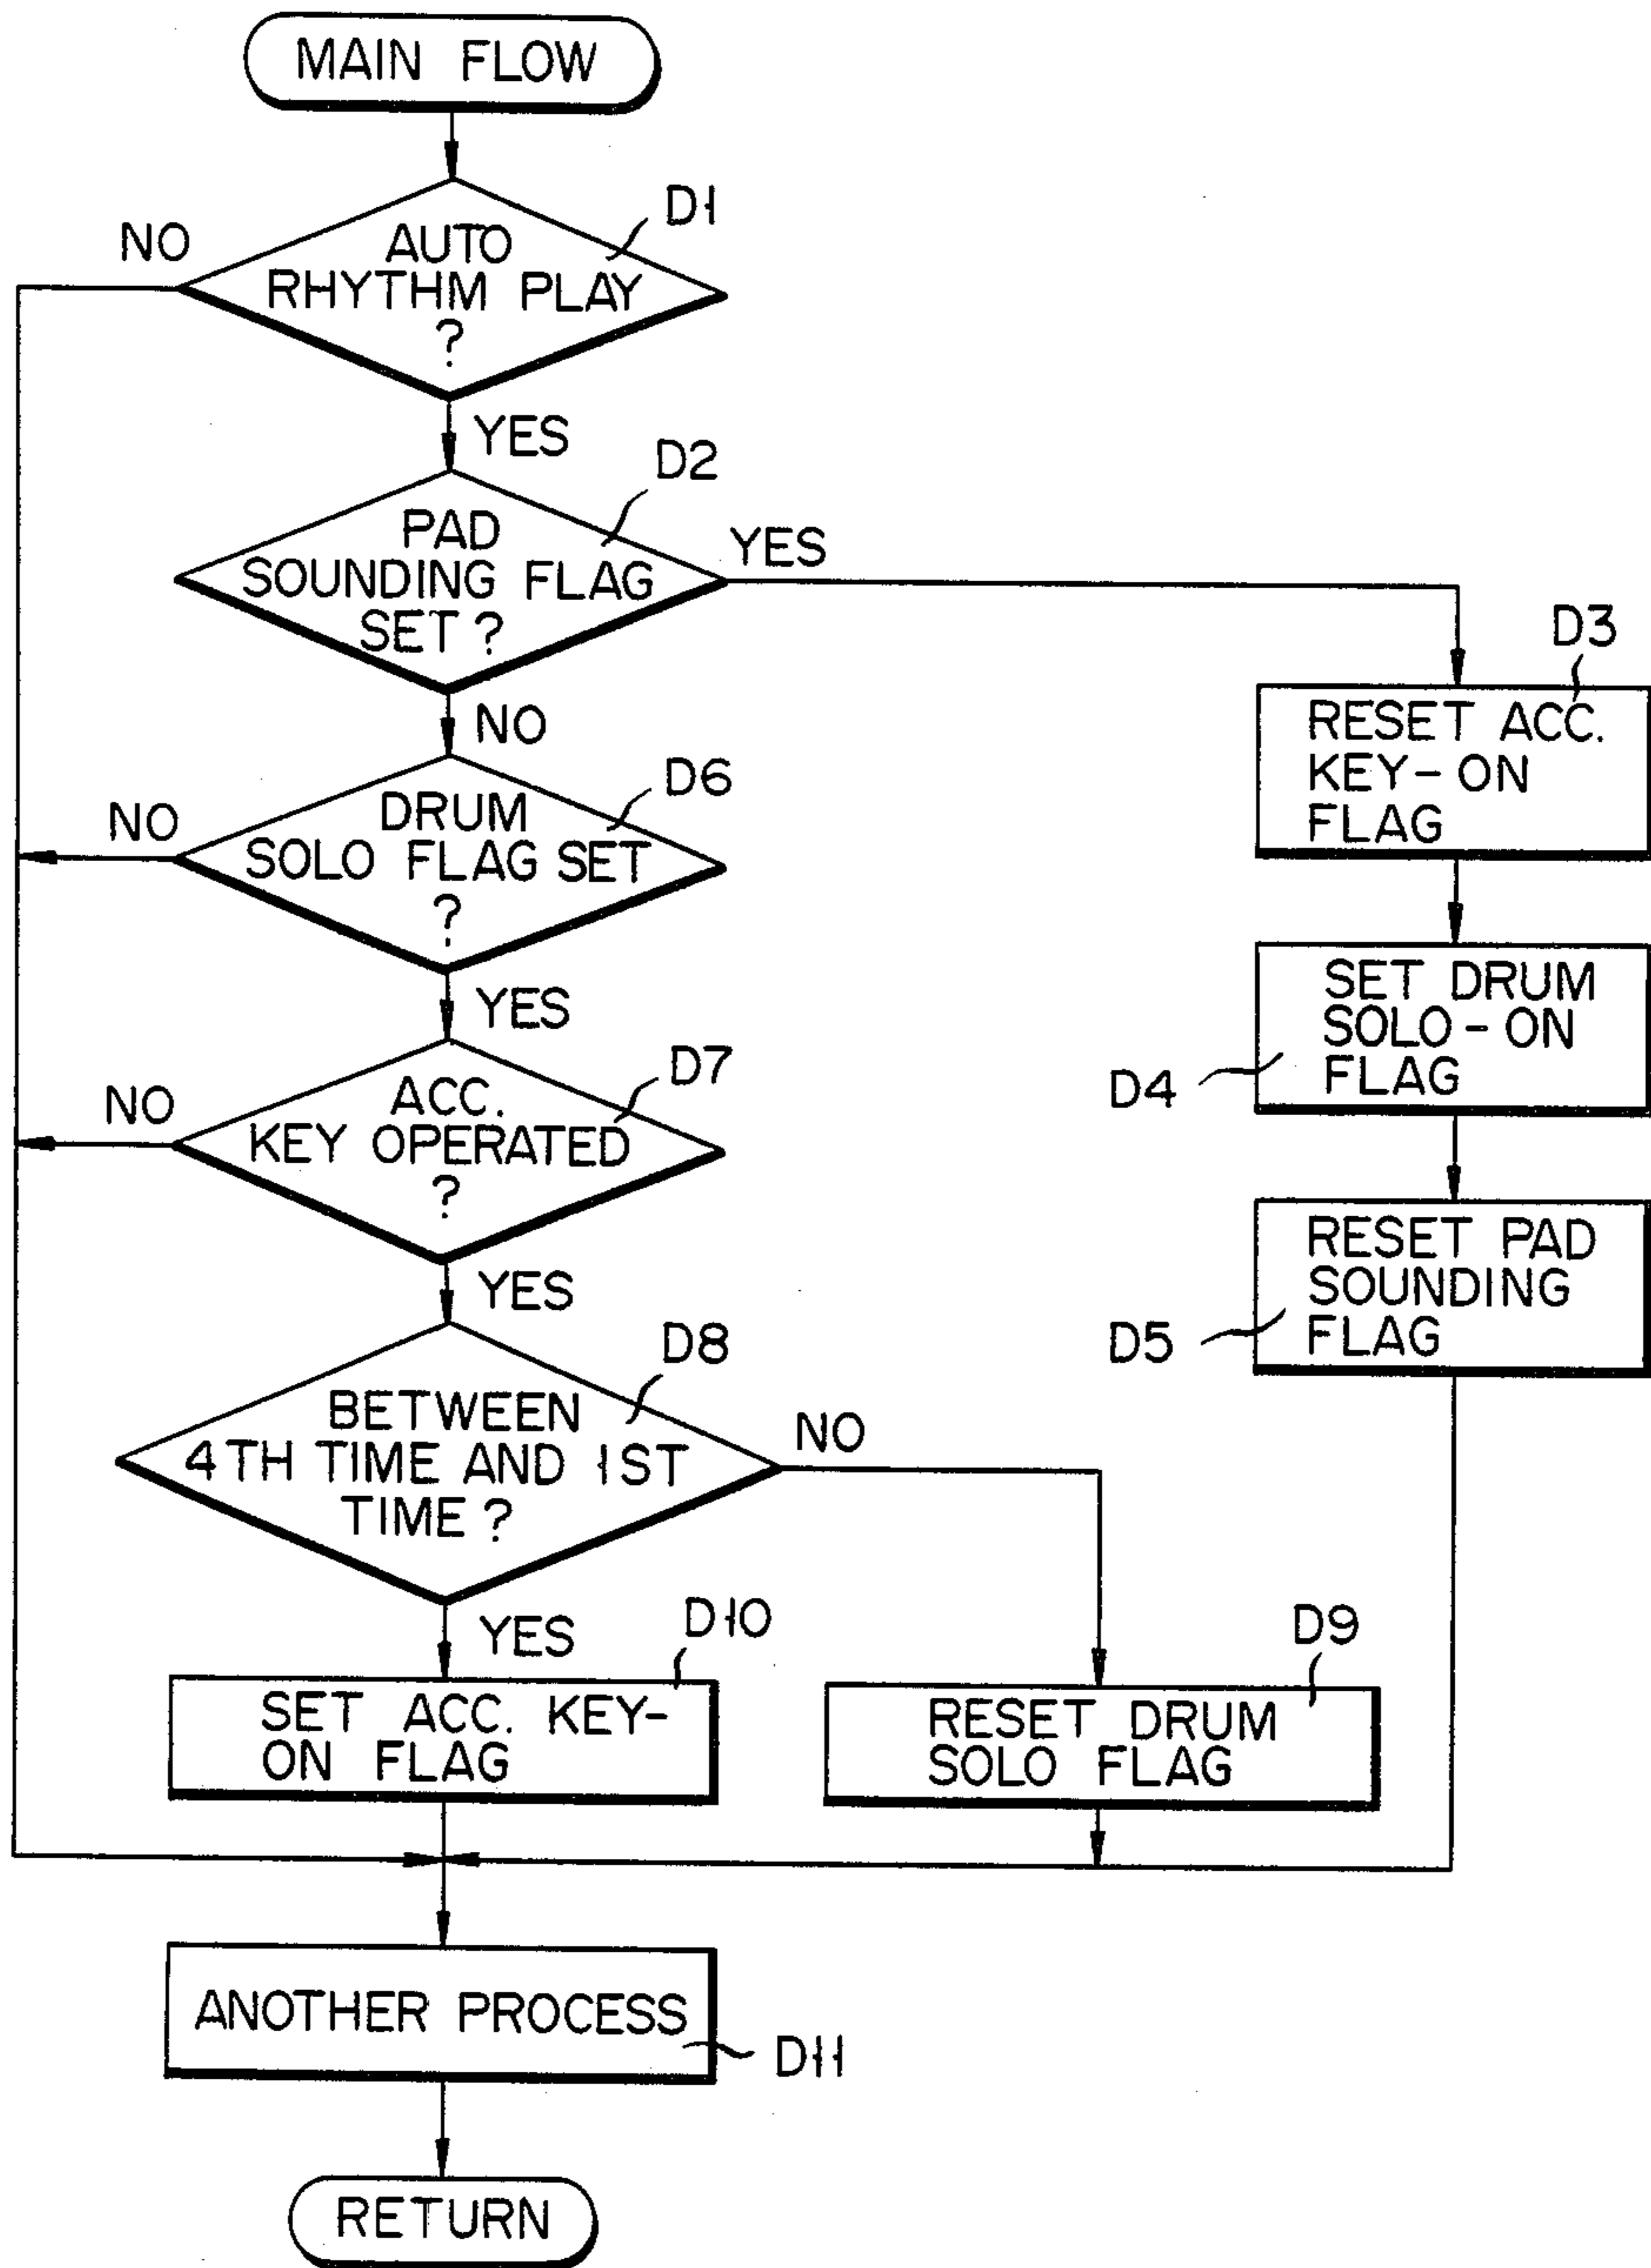 MAIN FLOW
D1
NO
AUTO
RHYTHM PLAY
?
YES
D2
PAD
SOUNDING FLAG
SET ?
YES
D3
RESET ACC.
KEY-ON
FLAG
NO
D6
DRUM
SOLO FLAG SET
?
NO
SET DRUM
SOLO-ON
FLAG
D4
YES
D7
ACC.
KEY OPERATED
?
NO
RESET PAD
SOUNDING
FLAG
D5
YES
D8
BETWEEN
4TH TIME AND 1ST
TIME ?
NO
YES
D10
SET ACC. KEY-
ON FLAG
D9
RESET DRUM
SOLO FLAG
ANOTHER PROCESS
D11
RETURN